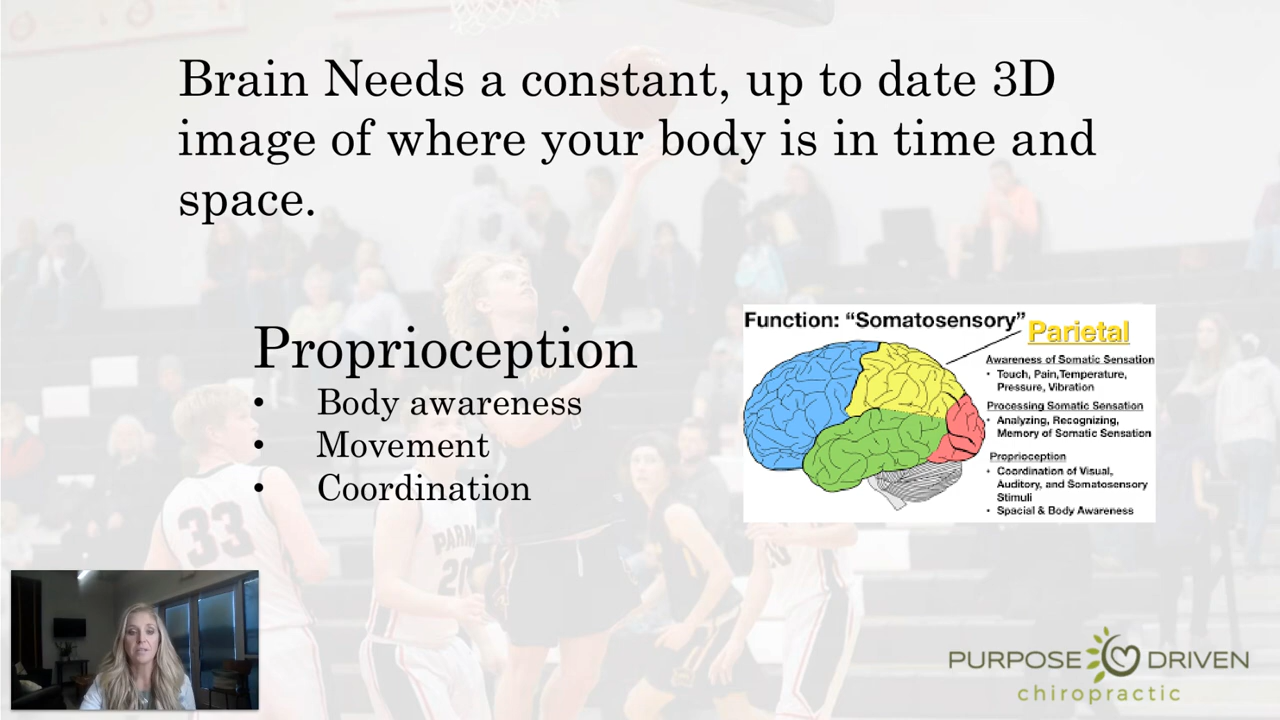 Brain Needs a constant, up to date 3D
image of where your body is in time and
space.
Proprioception
• Body awareness
• Movement
• Coordination
Function: “Somatosensory”
Parietal
Awareness of Somatic Sensation
• Touch, Pain,Temperature,
Pressure, Vibration
Processing Somatic Sensation
• Analyzing, Recognizing,
Memory of Somatic Sensation
Proprioception
• Coordination of Visual,
Auditory, and Somatosensory
Stimuli
• Spacial & Body Awareness
33
20
PURPOSE DRIVEN
chiropractic